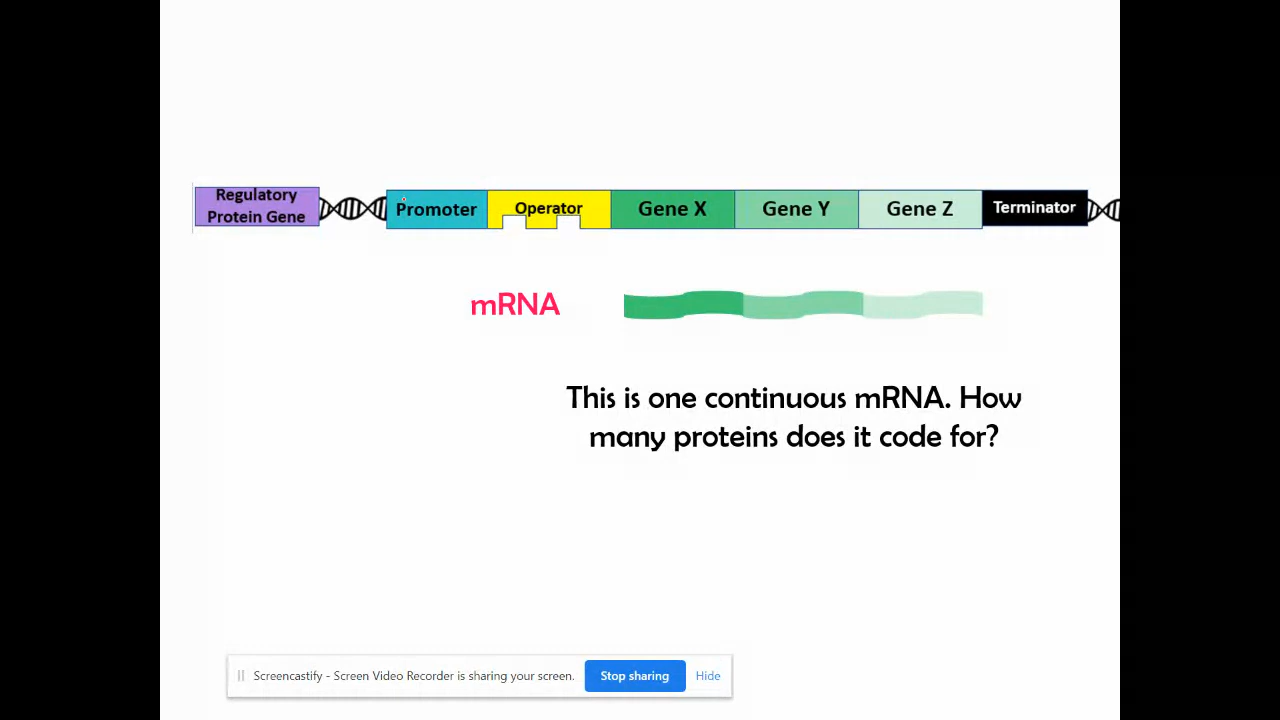 Regulatory
Protein Gene
Promoter
Operator
Gene X
Gene Y
Gene Z
Terminator
mRNA
This is one continuous mRNA. How
many proteins does it code for?
Screencastify - Screen Video Recorder is sharing your screen.
Stop sharing
Hide